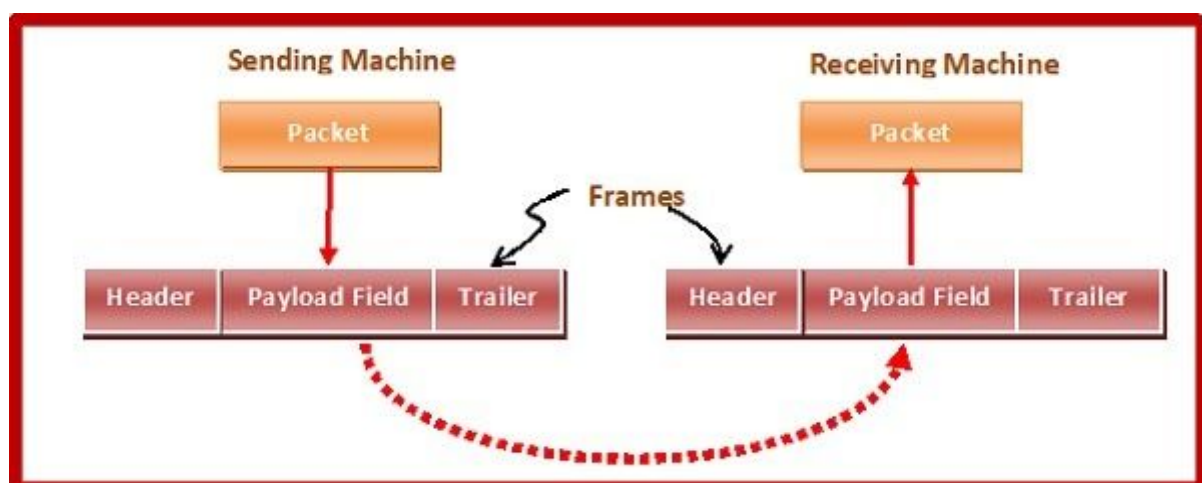 Sending Machine
Receiving Machine
Packet
Packet
Frames
Header
Payload Field
Trailer
Header
Payload Field
Trailer